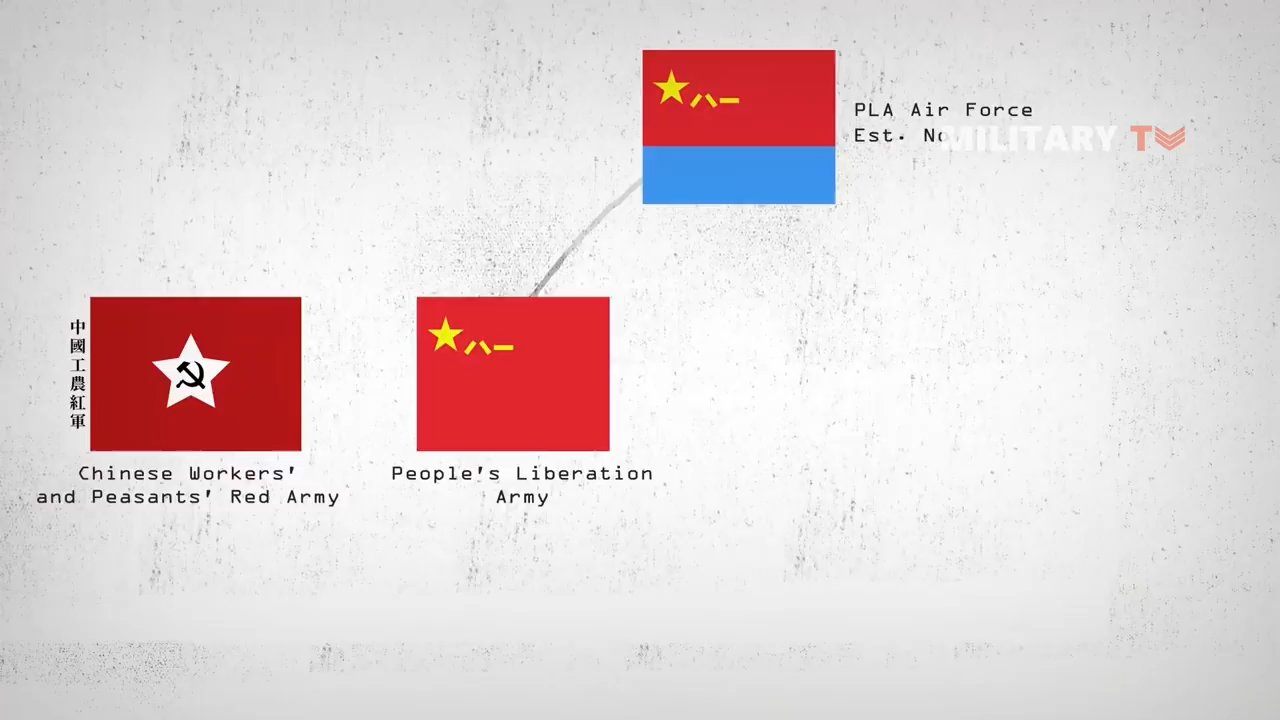 PLA Air Force
Est. No
MILITARY TV
八一
八一
中國工農紅軍
Chinese Workers'
and Peasants' Red Army
People's Liberation
Army